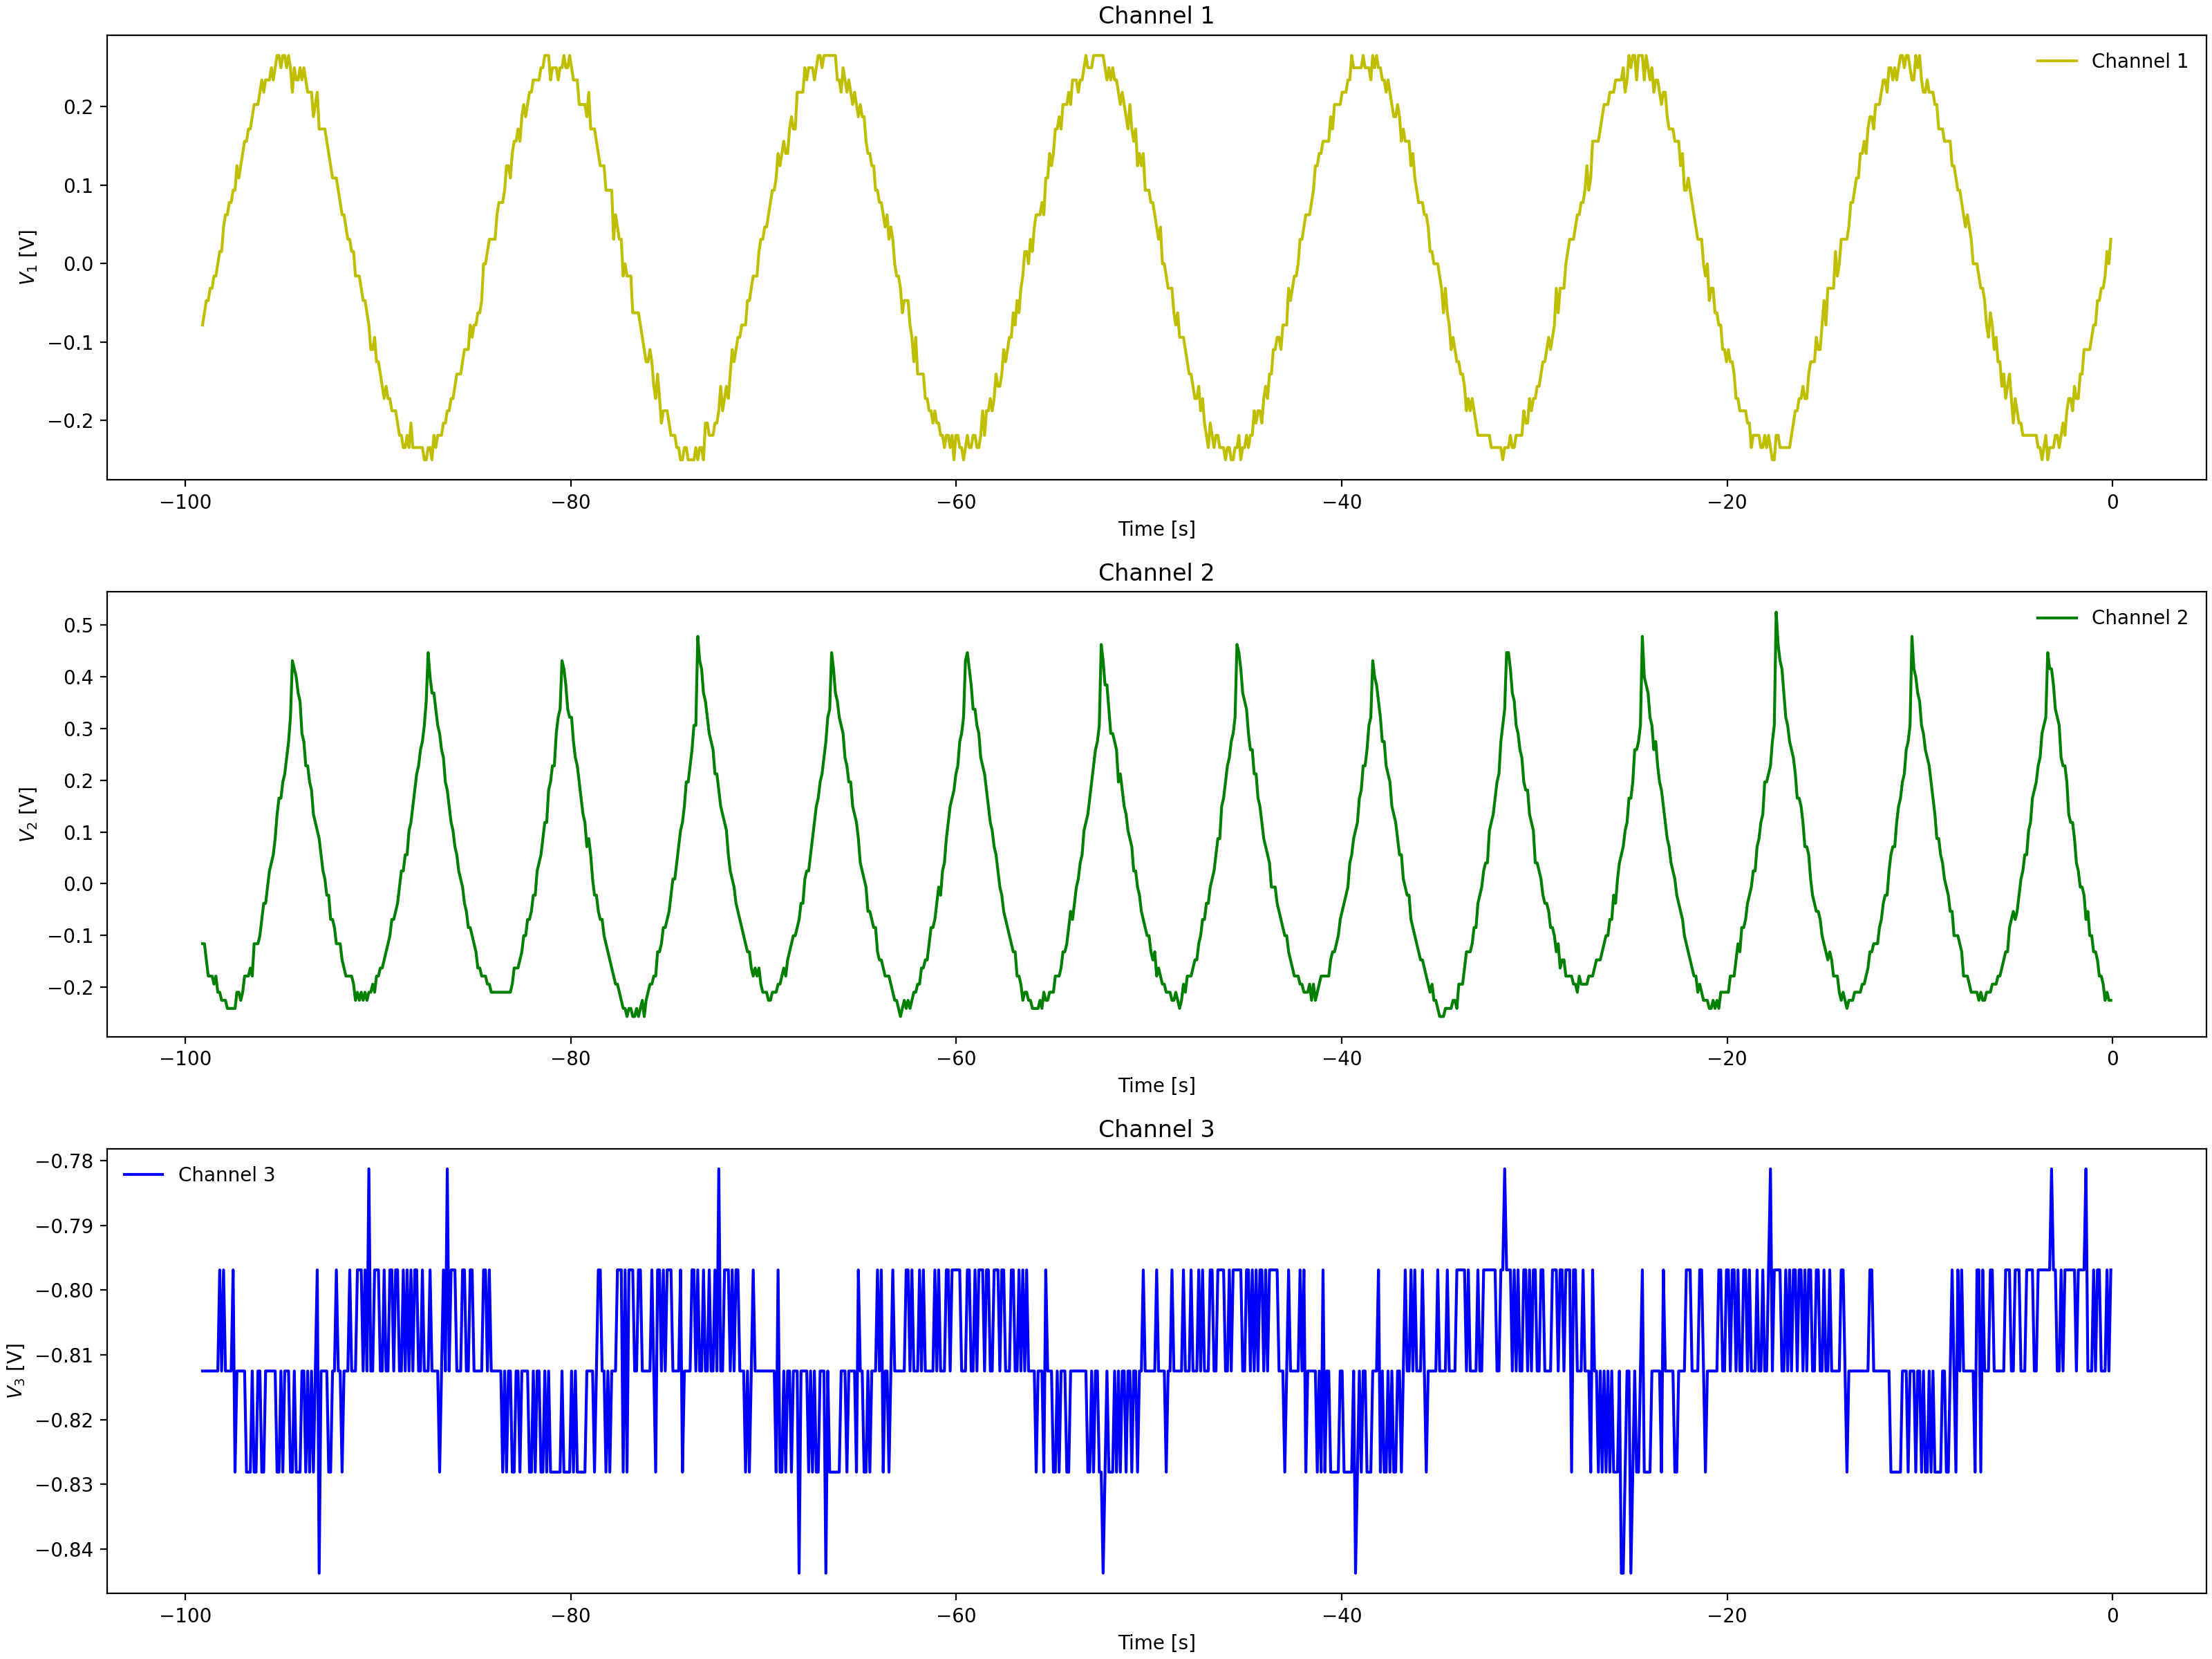 Channel 1
Channel 1
0.2
0.1
0.0
−0.1
−0.2
V₁ [V]
−100 −80 −60 −40 −20 0
Time [s]
Channel 2
Channel 2
0.5
0.4
0.3
0.2
0.1
0.0
−0.1
−0.2
V₂ [V]
−100 −80 −60 −40 −20 0
Time [s]
Channel 3
Channel 3
−0.78
−0.79
−0.80
−0.81
−0.82
−0.83
−0.84
V₃ [V]
−100 −80 −60 −40 −20 0
Time [s]